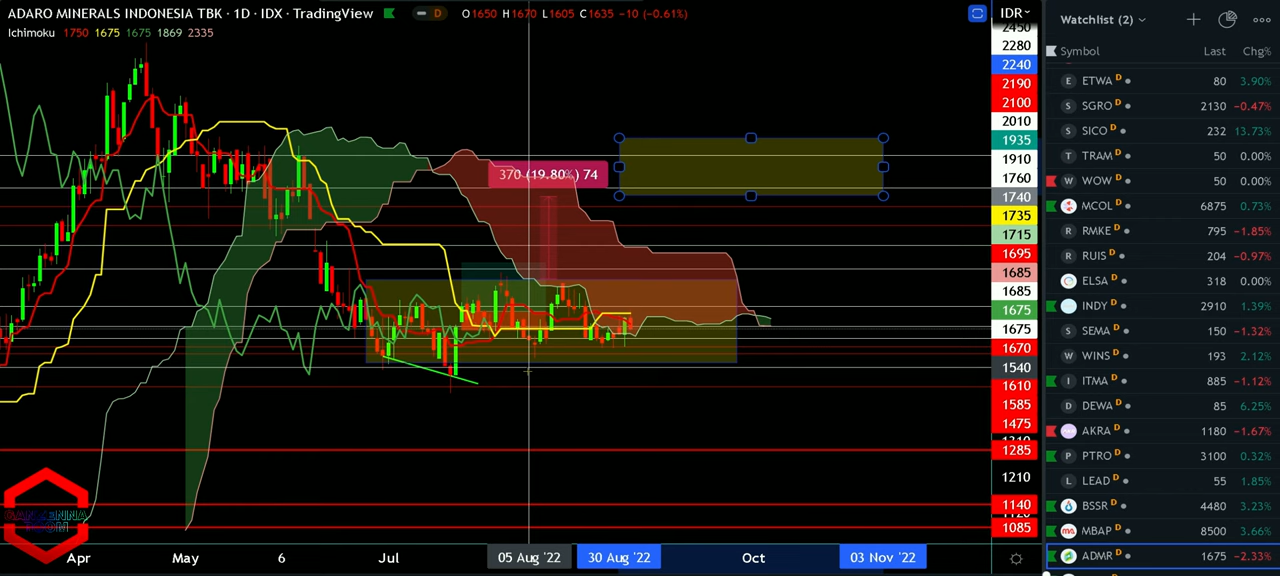 ADARO MINERALS INDONESIA TBK · 1D · IDX · TradingView D O1650 H1670 L1605 C1635 −10 (−0.61%)
Ichimoku 1750 1675 1675 1869 2335
370 (19.80%) 74
IDR
2450
2280
2240
2190
2100
2010
1935
1910
1760
1740
1735
1715
1695
1685
1685
1675
1675
1670
1540
1610
1585
1475
1285
1210
1140
1085
Apr May 6 Jul 05 Aug '22 30 Aug '22 Oct 03 Nov '22
Watchlist (2)
Symbol Last Chg%
E ETWA D 80 3.90%
S SGRO D 2130 −0.47%
S SICO D 232 13.73%
T TRAM D 50 0.00%
W WOW D 50 0.00%
MCOL D 6875 0.73%
R RMKE D 795 −1.85%
R RUIS D 204 −0.97%
ELSA D 318 0.00%
INDY D 2910 1.39%
S SEMA D 150 −1.32%
W WINS D 193 2.12%
I ITMA D 885 −1.12%
D DEWA D 85 6.25%
AKRA D 1180 −1.67%
P PTRO D 3100 0.32%
L LEAD D 55 1.85%
BSSR D 4480 3.23%
MBAP D 8500 3.66%
ADMR D 1675 −2.33%